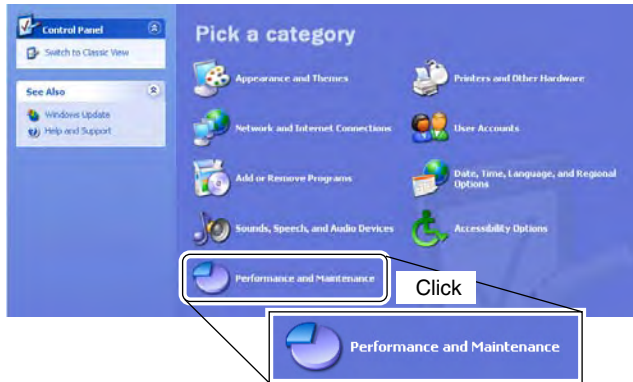 Control Panel
Switch to Classic View
See Also
Windows Update
Help and Support
Pick a category
Appearance and Themes
Printers and Other Hardware
Network and Internet Connections
User Accounts
Add or Remove Programs
Date, Time, Language, and Regional
Options
Sounds, Speech, and Audio Devices
Accessibility Options
Performance and Maintenance
Click
Performance and Maintenance